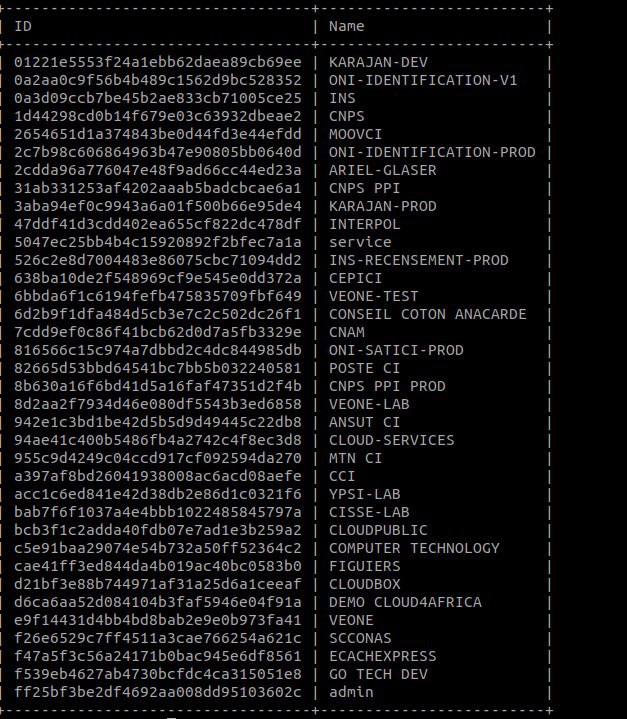 +----------------------------------+-------------------------+
| ID | Name |
+----------------------------------+-------------------------+
| 01221e5553f24a1ebb62daea89cb69ee | KARAJAN-DEV |
| 0a2aa0c9f56b4b489c1562d9bc528352 | ONI-IDENTIFICATION-V1 |
| 0a3d09ccb7be45b2ae833cb71005ce25 | INS |
| 1d44298cd0b14f679e03c63932dbeae2 | CNPS |
| 2654651d1a374843be0d44fd3e44efdd | MOOVCI |
| 2c7b98c606864963b47e90805bb0640d | ONI-IDENTIFICATION-PROD |
| 2cdda96a776047e48f9ad66cc44ed23a | ARIEL-GLASER |
| 31ab331253af4202aaab5badcbcae6a1 | CNPS PPI |
| 3aba94ef0c9943a6a01f500b66e95de4 | KARAJAN-PROD |
| 47ddf41d3cdd402ea655cf822dc478df | INTERPOL |
| 5047ec25bb4b4c15920892f2bfec7a1a | service |
| 526c2e8d7004483e86075cbc71094dd2 | INS-RECENSEMENT-PROD |
| 638ba10de2f548969cf9e545e0dd372a | CEPICI |
| 6bbda6f1c6194fefb475835709fbf649 | VEONE-TEST |
| 6d2b9f1dfa484d5cb3e7c2c502dc26f1 | CONSEIL COTON ANACARDE |
| 7cdd9ef0c86f41bcb62d0d7a5fb3329e | CNAM |
| 816566c15c974a7dbbd2c4dc844985db | ONI-SATICI-PROD |
| 82665d53bbd64541bc7bb5b032240581 | POSTE CI |
| 8b630a16f6bd41d5a16faf47351d2f4b | CNPS PPI PROD |
| 8d2aa2f7934d46e080df5543b3ed6858 | VEONE-LAB |
| 942e1c3bd1be42d5b5d9d49445c22db8 | ANSUT CI |
| 94ae41c400b5486fb4a2742c4f8ec3d8 | CLOUD-SERVICES |
| 955c9d4249c04ccd917cf092594da270 | MTN CI |
| a397af8bd26041938008ac6acd08aefe | CCI |
| acc1c6ed841e42d38db2e86d1c0321f6 | YPSI-LAB |
| bab7f6f1037a4e4bbb1022485845797a | CISSE-LAB |
| bcb3f1c2adda40fdb07e7ad1e3b259a2 | CLOUDPUBLIC |
| c5e91baa29074e54b732a50ff52364c2 | COMPUTER TECHNOLOGY |
| cae41ff3ed844da4b019ac40bc0583b0 | FIGUIERS |
| d21bf3e88b744971af31a25d6a1ceeaf | CLOUDBOX |
| d6ca6aa52d084104b3faf5946e04f91a | DEMO CLOUD4AFRICA |
| e9f14431d4bb4bd8bab2e9e0b973fa41 | VEONE |
| f26e6529c7ff4511a3cae766254a621c | SCCONAS |
| f47a5f3c56a24171b0bac945e6df8561 | ECACHEXPRESS |
| f539eb4627ab4730bcfdc4ca315051e8 | GO TECH DEV |
| ff25bf3be2df4692aa008dd95103602c | admin |
+----------------------------------+-------------------------+